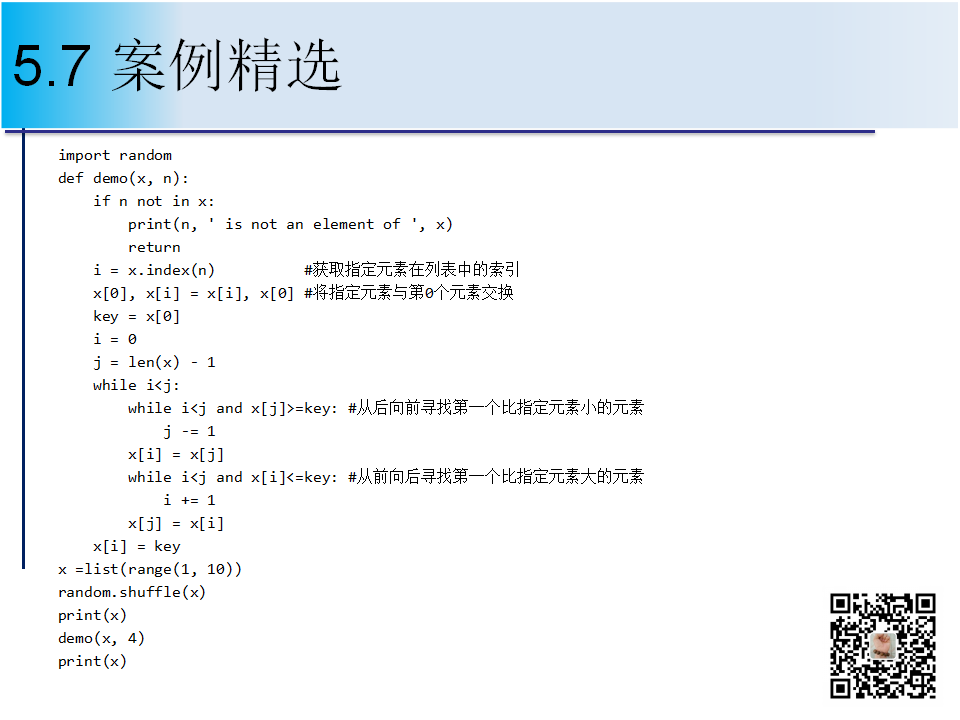 5.7 案例精选
import random
def demo(x, n):
    if n not in x:
        print(n, ' is not an element of ', x)
        return
    i = x.index(n)          #获取指定元素在列表中的索引
    x[0], x[i] = x[i], x[0] #将指定元素与第0个元素交换
    key = x[0]
    i = 0
    j = len(x) - 1
    while i<j:
        while i<j and x[j]>=key: #从后向前寻找第一个比指定元素小的元素
            j -= 1
        x[i] = x[j]
        while i<j and x[i]<=key: #从前向后寻找第一个比指定元素大的元素
            i += 1
        x[j] = x[i]
    x[i] = key
x =list(range(1, 10))
random.shuffle(x)
print(x)
demo(x, 4)
print(x)